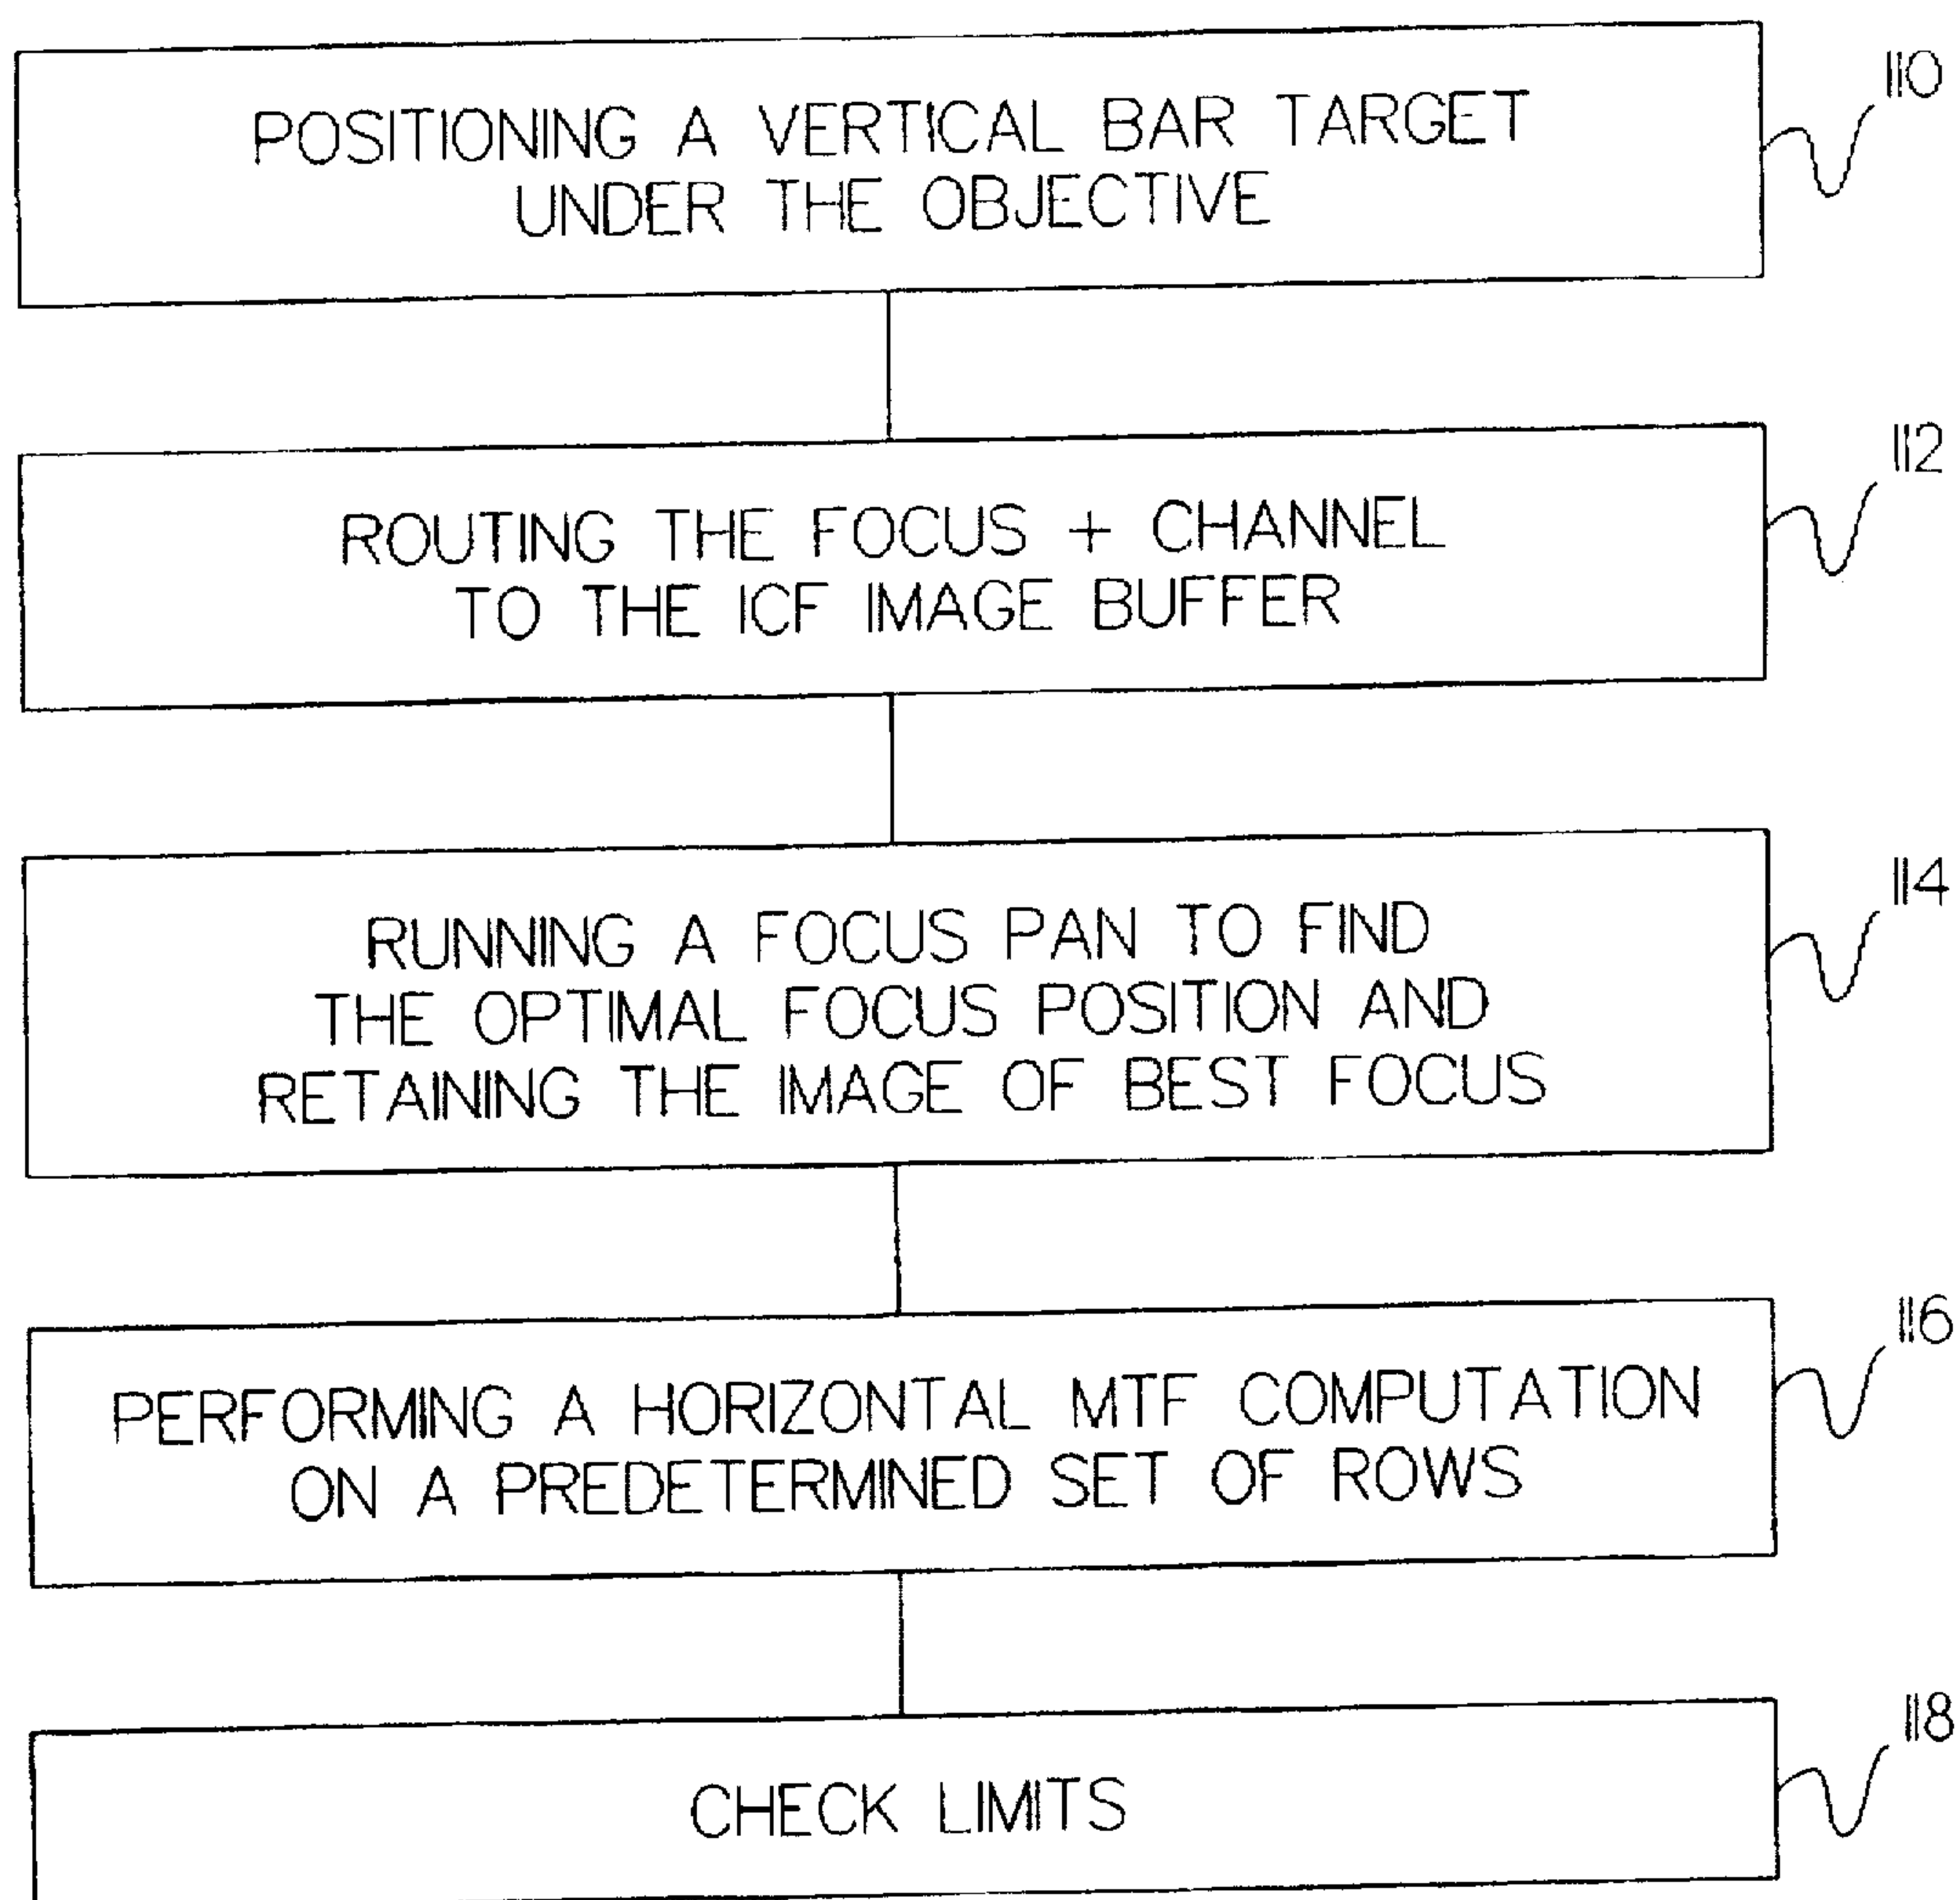 POSITIONING A VERTICAL BAR TARGET
UNDER THE OBJECTIVE
110
ROUTING THE FOCUS + CHANNEL
TO THE ICF IMAGE BUFFER
112
RUNNING A FOCUS PAN TO FIND
THE OPTIMAL FOCUS POSITION AND
RETAINING THE IMAGE OF BEST FOCUS
114
PERFORMING A HORIZONTAL MTF COMPUTATION
ON A PREDETERMINED SET OF ROWS
116
CHECK LIMITS
118